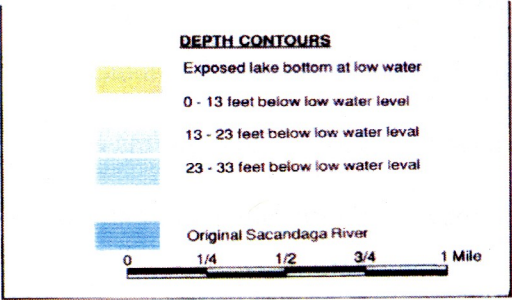 DEPTH CONTOURS
Exposed lake bottom at low water
0 - 13 feet below low water level
13 - 23 feet below low water leval
23 - 33 feet below low water leval
Original Sacandaga River
0 1/4 1/2 3/4 1 Mile